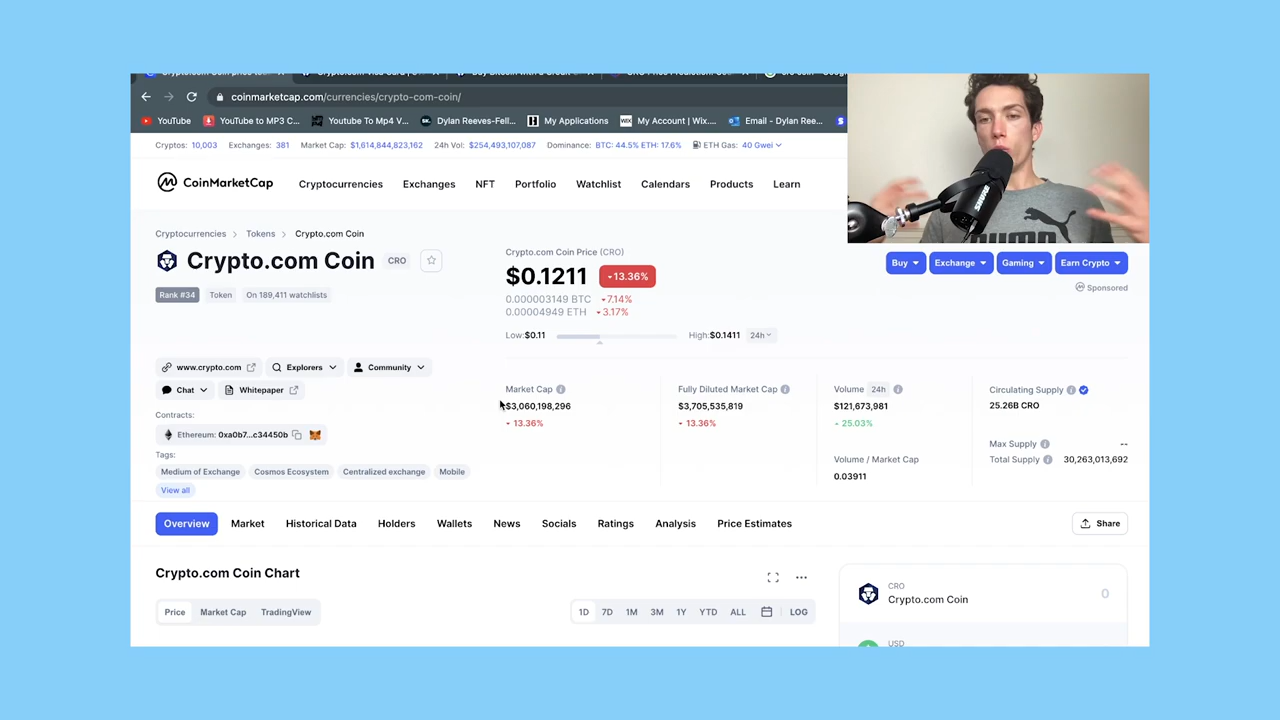 coinmarketcap.com/currencies/crypto-com-coin/
YouTube YouTube to MP3 C... Youtube To Mp4 V... Dylan Reeves-Fell... My Applications My Account | Wix.... Email - Dylan Ree...
Cryptos: 10,003 Exchanges: 381 Market Cap: $1,614,844,823,162 24h Vol: $254,493,107,087 Dominance: BTC: 44.5% ETH: 17.6% ETH Gas: 40 Gwei
CoinMarketCap Cryptocurrencies Exchanges NFT Portfolio Watchlist Calendars Products Learn
Cryptocurrencies Tokens Crypto.com Coin
Crypto.com Coin CRO
Rank #34 Token On 189,411 watchlists
www.crypto.com Explorers Community
Chat Whitepaper
Contracts:
Ethereum: 0xa0b7...c34450b
Tags:
Medium of Exchange Cosmos Ecosystem Centralized exchange Mobile
View all
Crypto.com Coin Price (CRO)
$0.1211 13.36%
0.000003149 BTC 7.14%
0.00004949 ETH 3.17%
Low:$0.11 High:$0.1411 24h
Buy Exchange Gaming Earn Crypto
Sponsored
Market Cap
$3,060,198,296
13.36%
Fully Diluted Market Cap
$3,705,535,819
13.36%
Volume 24h
$121,673,981
25.03%
Volume / Market Cap
0.03911
Circulating Supply
25.26B CRO
Max Supply --
Total Supply 30,263,013,692
Overview Market Historical Data Holders Wallets News Socials Ratings Analysis Price Estimates Share
Crypto.com Coin Chart
Price Market Cap TradingView 1D 7D 1M 3M 1Y YTD ALL LOG
CRO
Crypto.com Coin 0
USD
SHURE
PUMA